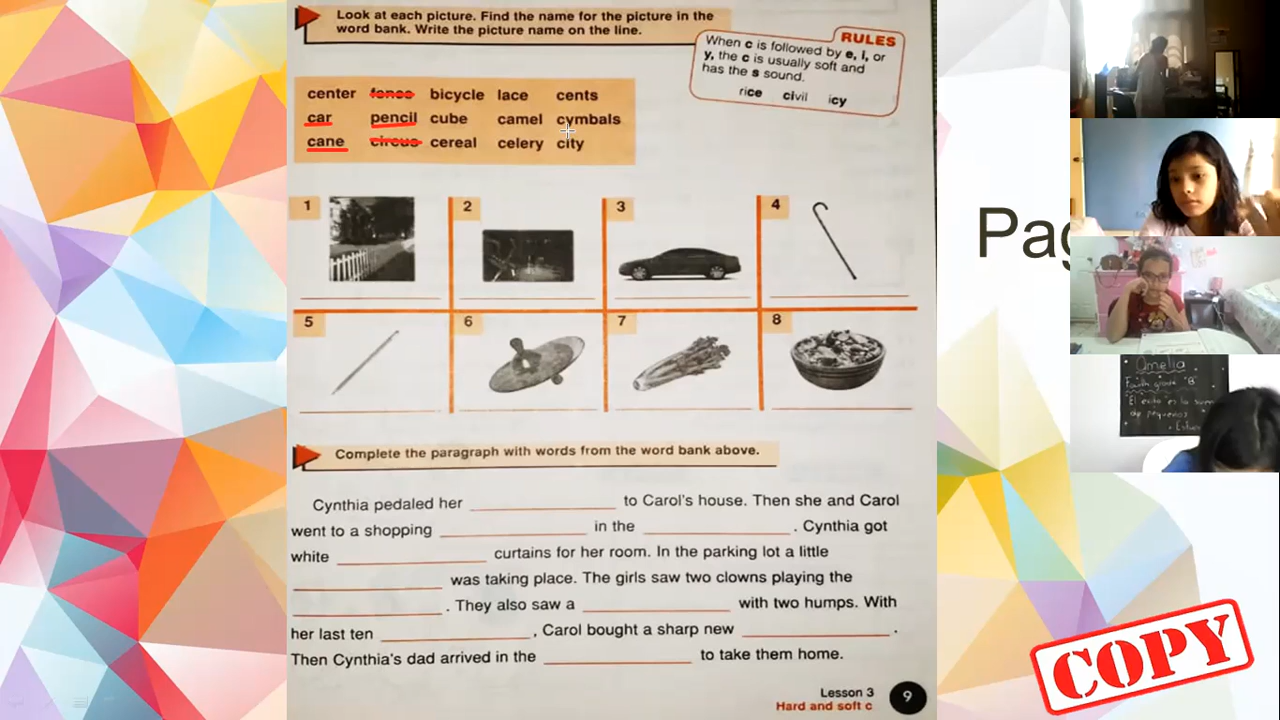 Look at each picture. Find the name for the picture in the
word bank. Write the picture name on the line.
RULES
When c is followed by e, i, or
y, the c is usually soft and
has the s sound.
rice civil icy
center fence bicycle lace cents
car pencil cube camel cymbals
cane circus cereal celery city
1
2
3
4
5
6
7
8
Complete the paragraph with words from the word bank above.
Cynthia pedaled her to Carol's house. Then she and Carol
went to a shopping in the . Cynthia got
white curtains for her room. In the parking lot a little
was taking place. The girls saw two clowns playing the
. They also saw a with two humps. With
her last ten , Carol bought a sharp new .
Then Cynthia's dad arrived in the to take them home.
Lesson 3
Hard and soft c
9
Pag
Omelia
grade "B"
"El exito es la suma
de pequeños
COPY